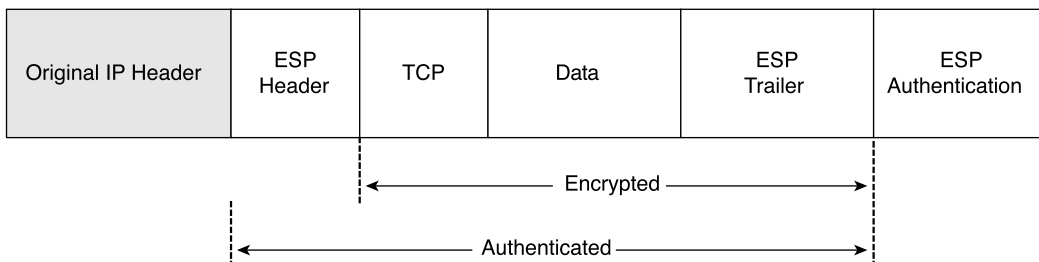 Original IP Header
ESP
Header
TCP
Data
ESP
Trailer
ESP
Authentication
Encrypted
Authenticated